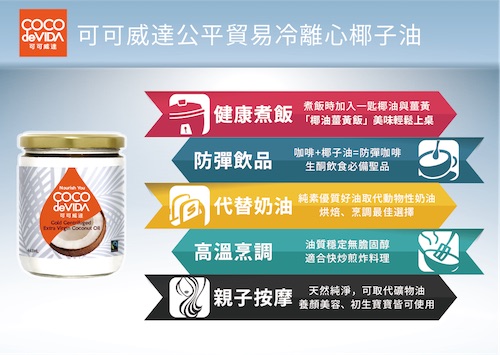 COCO
deVIDA
可可威達
可可威達公平貿易冷離心椰子油
健康煮飯
煮飯時加入一匙椰油與薑黃
「椰油薑黃飯」美味輕鬆上桌
防彈飲品
咖啡+椰子油=防彈咖啡
生酮飲食必備聖品
代替奶油
純素優質好油取代動物性奶油
烘焙、烹調最佳選擇
高溫烹調
油質穩定無膽固醇
適合快炒煎炸料理
親子按摩
天然純淨，可取代礦物油
養顏美容、初生寶寶皆可使用
Nourish You
COCO
deVIDA
可可威達
Cold Centrifuged
Extra Virgin Coconut Oil